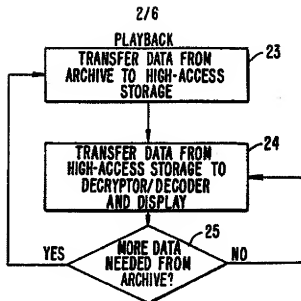 2/6
PLAYBACK
23
TRANSFER DATA FROM
ARCHIVE TO HIGH-ACCESS
STORAGE
24
TRANSFER DATA FROM
HIGH-ACCESS STORAGE TO
DECRYPTOR/DECODER
AND DISPLAY
25
YES
MORE DATA
NEEDED FROM
ARCHIVE?
NO